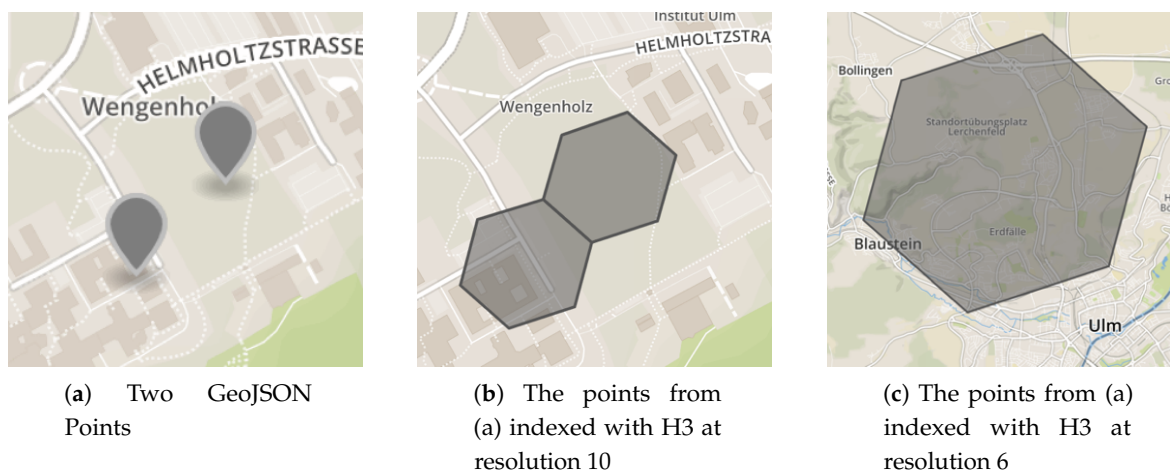 HELMHOLTZSTRASSE
Wengenholz
Institut Ulm
HELMHOLTZSTRA
Wengenholz
Bollingen
Standortübungsplatz
Lerchenfeld
Erdfälle
Blaustein
Ulm
(a) Two GeoJSON
Points
(b) The points from
(a) indexed with H3 at
resolution 10
(c) The points from (a)
indexed with H3 at
resolution 6